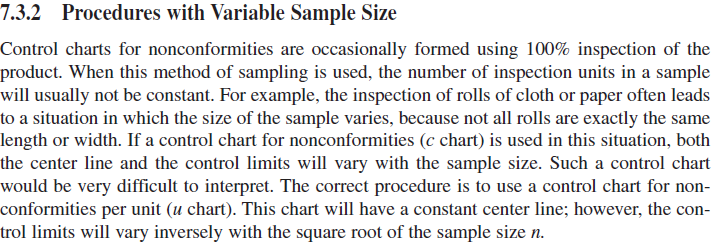 7.3.2 Procedures with Variable Sample Size
Control charts for nonconformities are occasionally formed using 100% inspection of the
product. When this method of sampling is used, the number of inspection units in a sample
will usually not be constant. For example, the inspection of rolls of cloth or paper often leads
to a situation in which the size of the sample varies, because not all rolls are exactly the same
length or width. If a control chart for nonconformities (c chart) is used in this situation, both
the center line and the control limits will vary with the sample size. Such a control chart
would be very difficult to interpret. The correct procedure is to use a control chart for non-
conformities per unit (u chart). This chart will have a constant center line; however, the con-
trol limits will vary inversely with the square root of the sample size n.